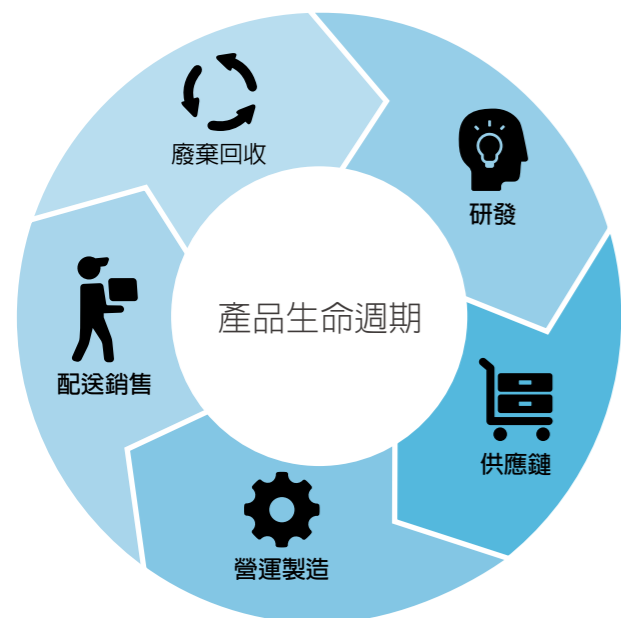 廢棄回收
研發
產品生命週期
配送銷售
供應鏈
營運製造